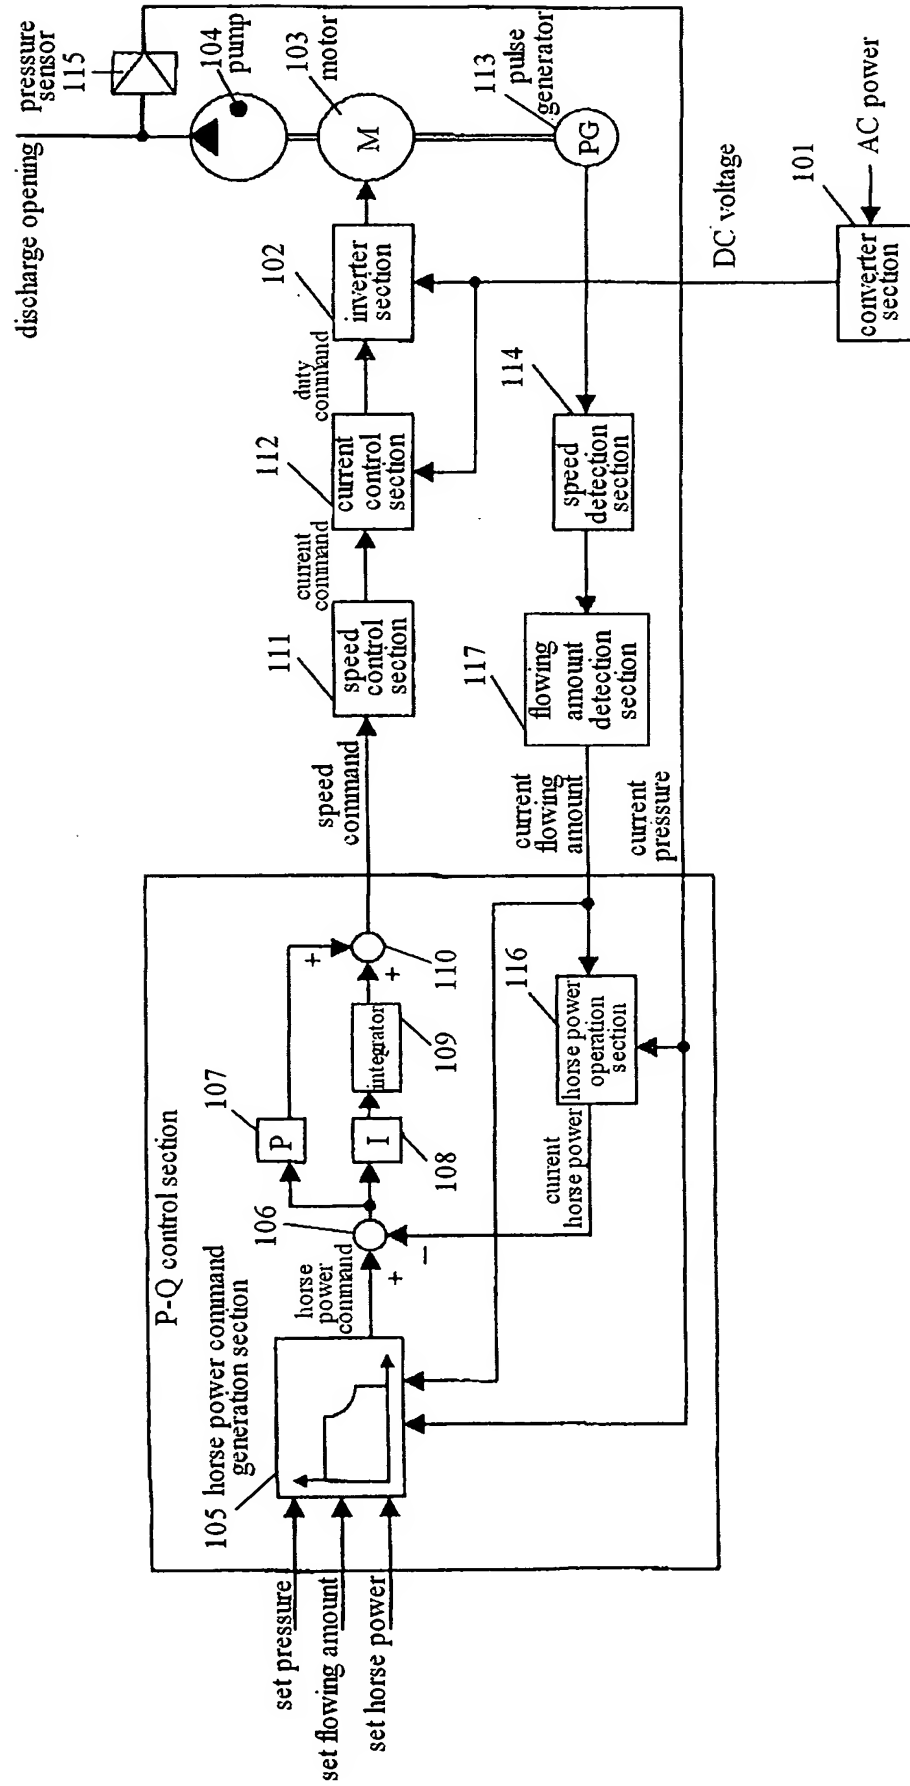 P-Q control section
105 horse power command
generation section
set pressure
set flowing amount
set horse power
horse
power
command
+
−
106
107
P
I
108
integrator
109
+
+
110
current
horse power
116
horse power
operation
section
speed
command
111
speed
control
section
current
command
112
current
control
section
duty
command
102
inverter
section
103
motor
M
104
pump
discharge opening
pressure
sensor
115
113
pulse
generator
PG
114
speed
detection
section
117
flowing
amount
detection
section
current
flowing
amount
current
pressure
DC voltage
101
converter
section
AC power